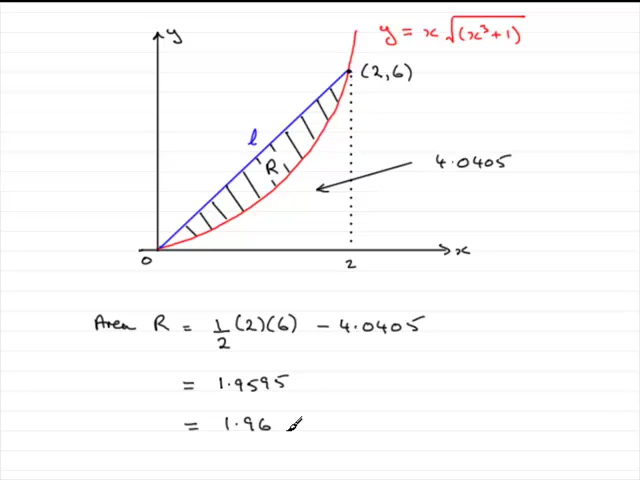 y
y = x√(x³+1)
(2,6)
l
R
4.0405
0
2
x
Area R = 1/2 (2)(6) - 4.0405
= 1.9595
= 1.96